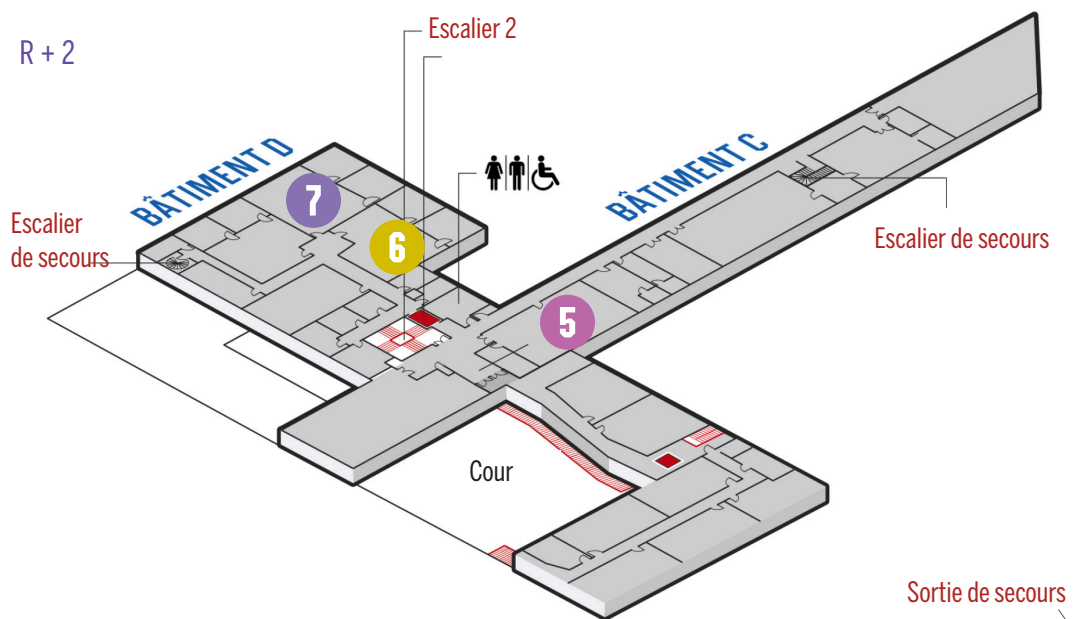 R + 2
Escalier 2
BÂTIMENT D
BÂTIMENT C
7
6
5
Escalier
de secours
Escalier de secours
Cour
Sortie de secours